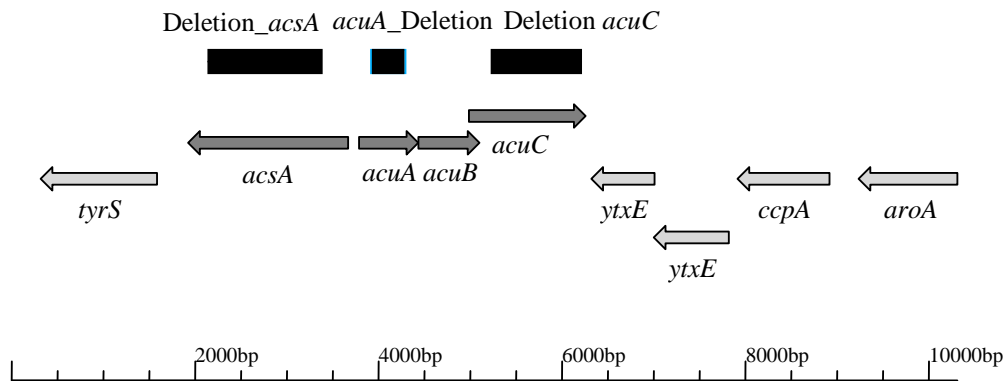 Deletion_acsA acuA_Deletion Deletion acuC
acuC
acsA acuA acuB
tyrS ytxE ccpA aroA
ytxE
2000bp 4000bp 6000bp 8000bp 10000bp